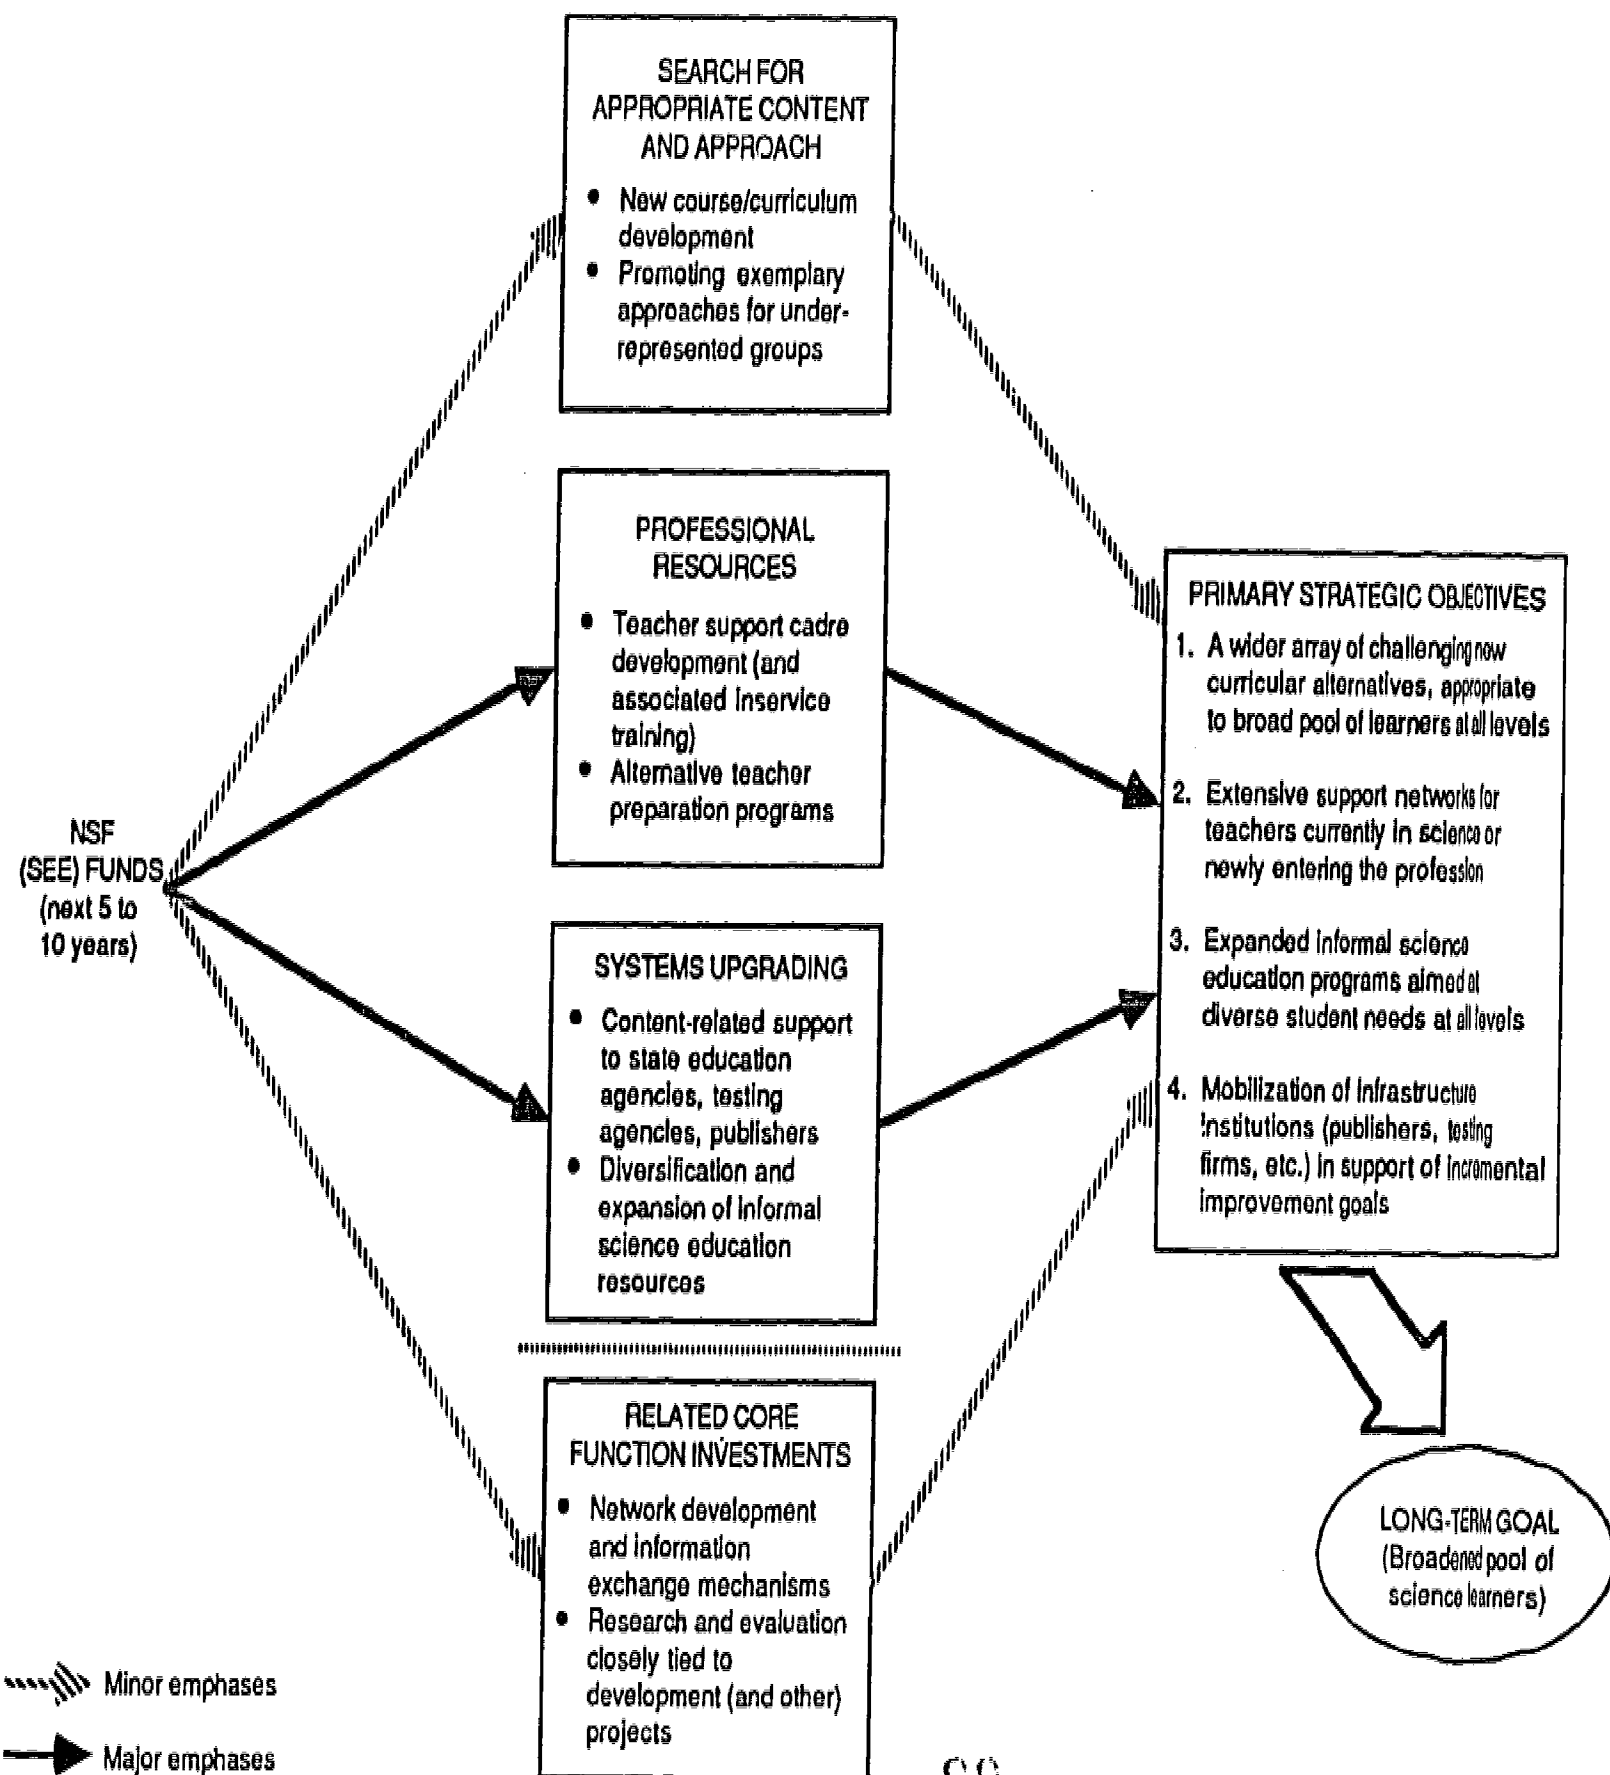 SEARCH FOR
APPROPRIATE CONTENT
AND APPROACH
• New course/curriculum
development
• Promoting exemplary
approaches for under-
represented groups
PROFESSIONAL
RESOURCES
• Teacher support cadre
development (and
associated inservice
training)
• Alternative teacher
preparation programs
NSF
(SEE) FUNDS
(next 5 to
10 years)
SYSTEMS UPGRADING
• Content-related support
to state education
agencies, testing
agencies, publishers
• Diversification and
expansion of informal
science education
resources
RELATED CORE
FUNCTION INVESTMENTS
• Network development
and information
exchange mechanisms
• Research and evaluation
closely tied to
development (and other)
projects
PRIMARY STRATEGIC OBJECTIVES
1. A wider array of challenging new
curricular alternatives, appropriate
to broad pool of learners at all levels
2. Extensive support networks for
teachers currently in science or
newly entering the profession
3. Expanded informal science
education programs aimed at
diverse student needs at all levels
4. Mobilization of infrastructure
institutions (publishers, testing
firms, etc.) in support of incremental
improvement goals
LONG-TERM GOAL
(Broadened pool of
science learners)
Minor emphases
Major emphases